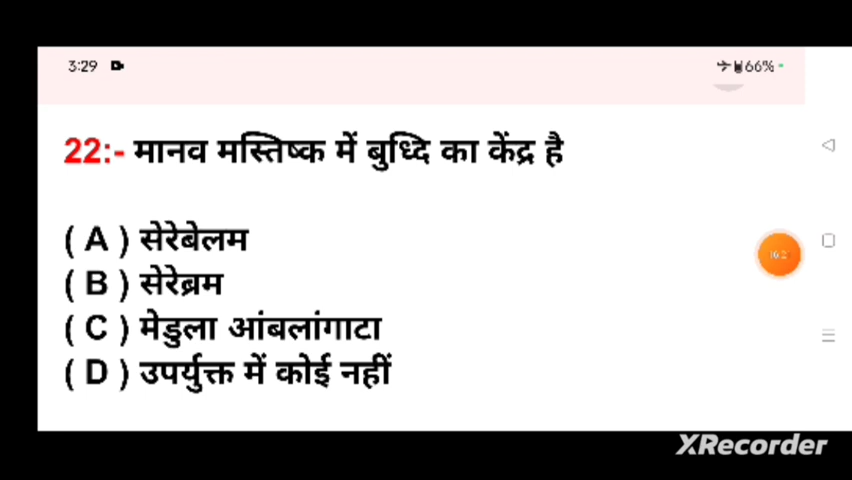 3:29 66%
22:- मानव मस्तिष्क में बुध्दि का केंद्र है
( A ) सेरेबेलम
( B ) सेरेब्रम
( C ) मेडुला आंबलांगाटा
( D ) उपर्युक्त में कोई नहीं
XRecorder